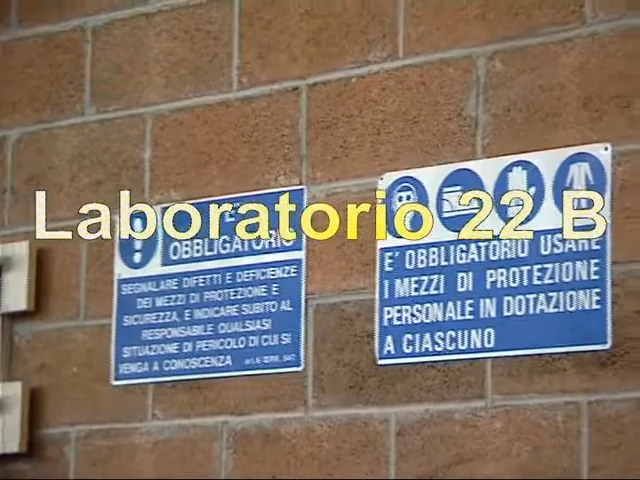 Laboratorio 22 B
E'
OBBLIGATORIO
SEGNALARE DIFETTI E DEFICIENZE
DEI MEZZI DI PROTEZIONE E
SICUREZZA, E INDICARE SUBITO AL
RESPONSABILE QUALSIASI
SITUAZIONE DI PERICOLO DI CUI SI
VENGA A CONOSCENZA
E' OBBLIGATORIO USARE
I MEZZI DI PROTEZIONE
PERSONALE IN DOTAZIONE
A CIASCUNO